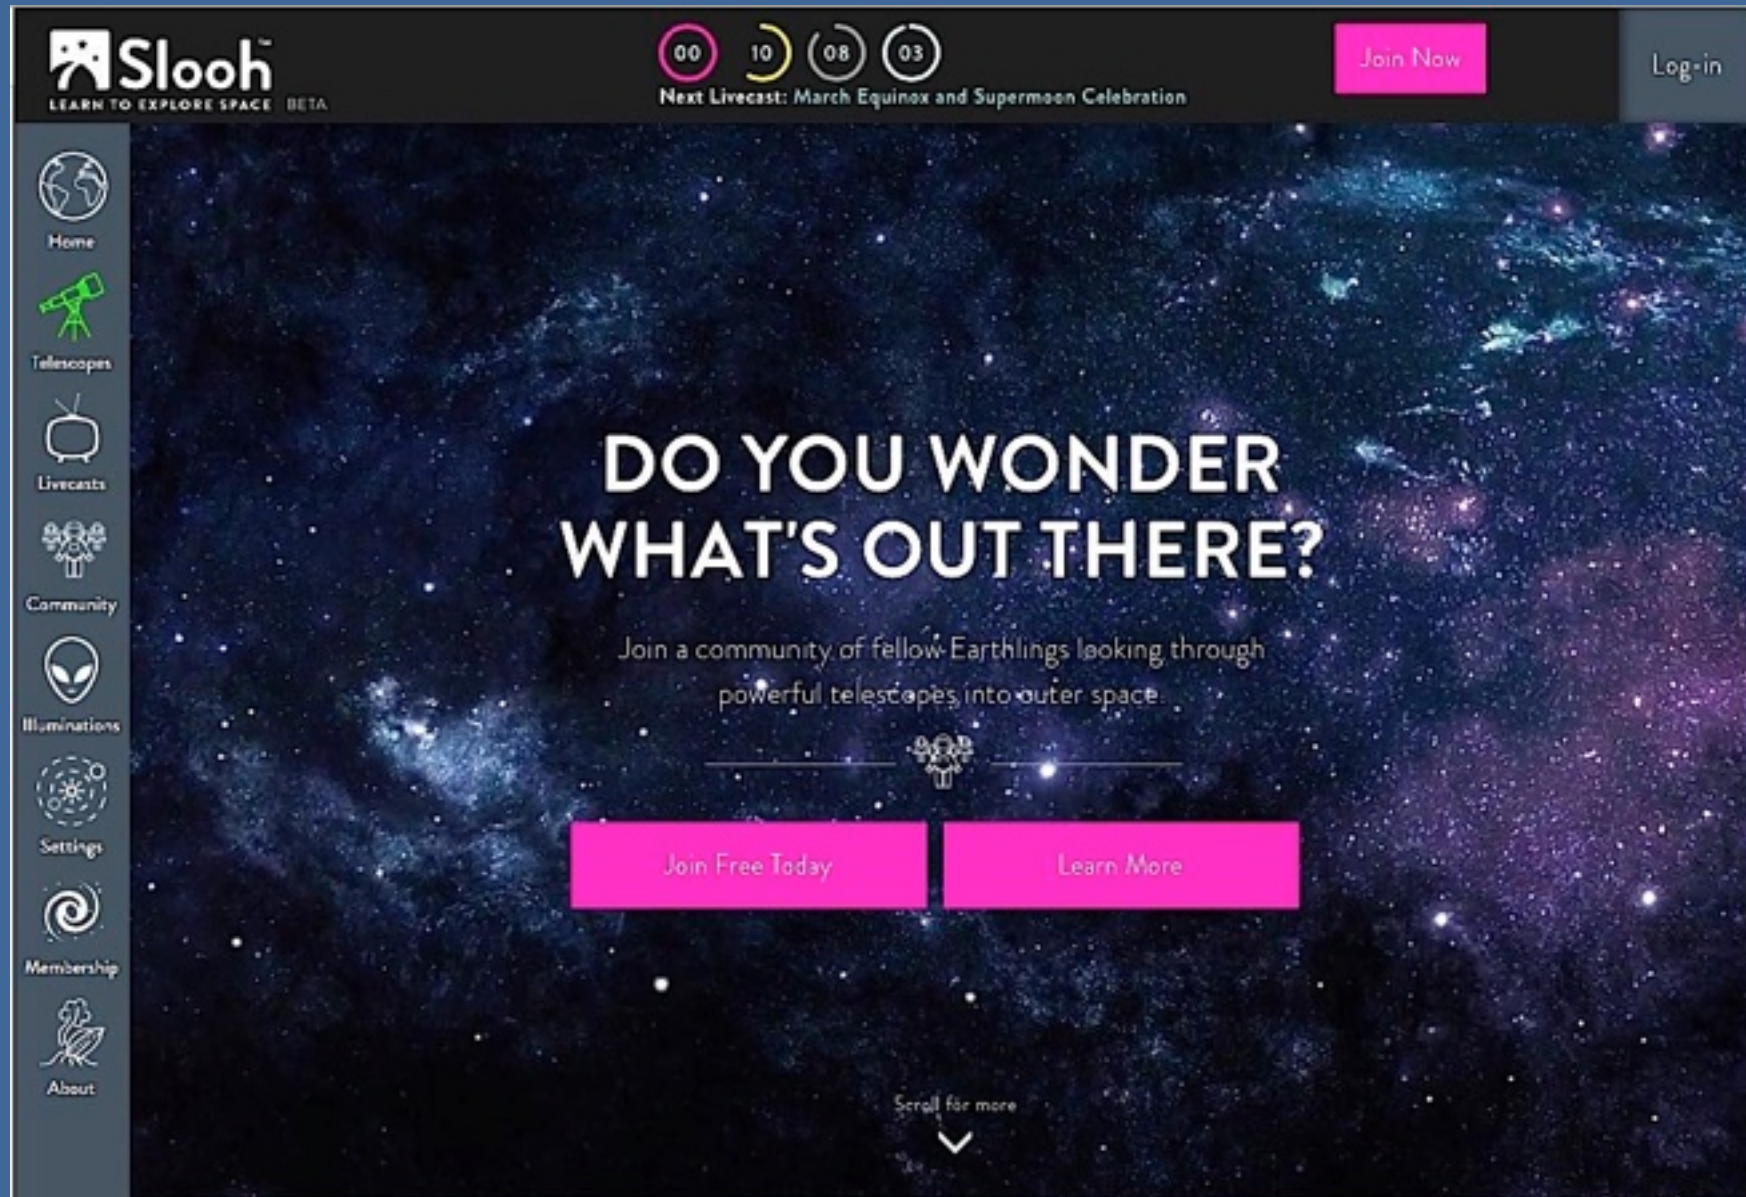 Slooh™
LEARN TO EXPLORE SPACE BETA
00 10 08 03
Next Livecast: March Equinox and Supermoon Celebration
Join Now
Log-in
Home
Telescopes
Livecasts
Community
Illuminations
Settings
Membership
About
DO YOU WONDER
WHAT'S OUT THERE?
Join a community of fellow Earthlings looking through
powerful telescopes into outer space.
Join Free Today
Learn More
Scroll for more